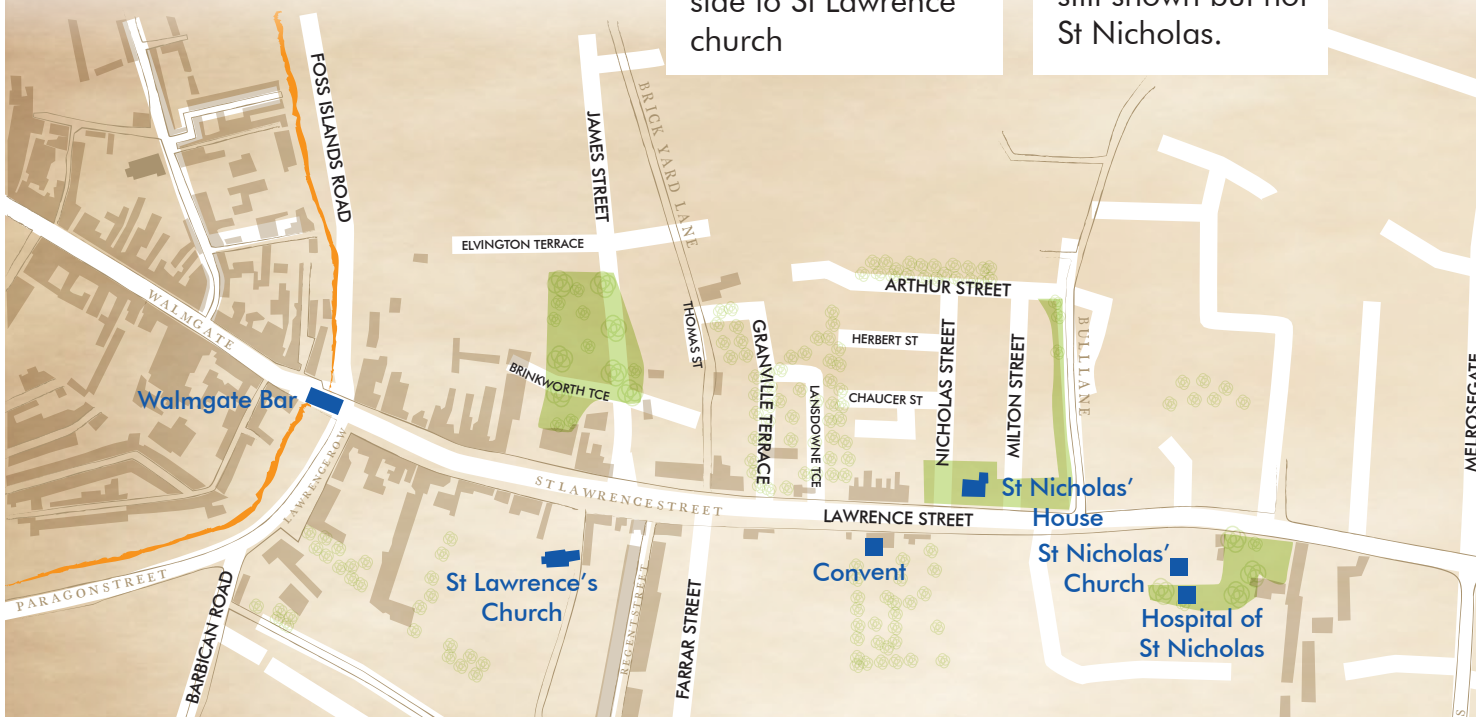 side to St Lawrence
church
still shown but not
St Nicholas.
FOSS ISLANDS ROAD
JAMES STREET
BRICK YARD LANE
ELVINGTON TERRACE
WALMGATE
Walmgate Bar
BRINKWORTH TCE
THOMAS ST
GRANVILLE TERRACE
LANSDOWNE TCE
ARTHUR STREET
HERBERT ST
CHAUCER ST
NICHOLAS STREET
MILTON STREET
BULL LANE
MELROSEGATE
LAWRENCE ROW
ST LAWRENCE STREET
LAWRENCE STREET
St Nicholas'
House
PARAGON STREET
BARBICAN ROAD
St Lawrence's
Church
REGENT STREET
FARRAR STREET
Convent
St Nicholas'
Church
Hospital of
St Nicholas